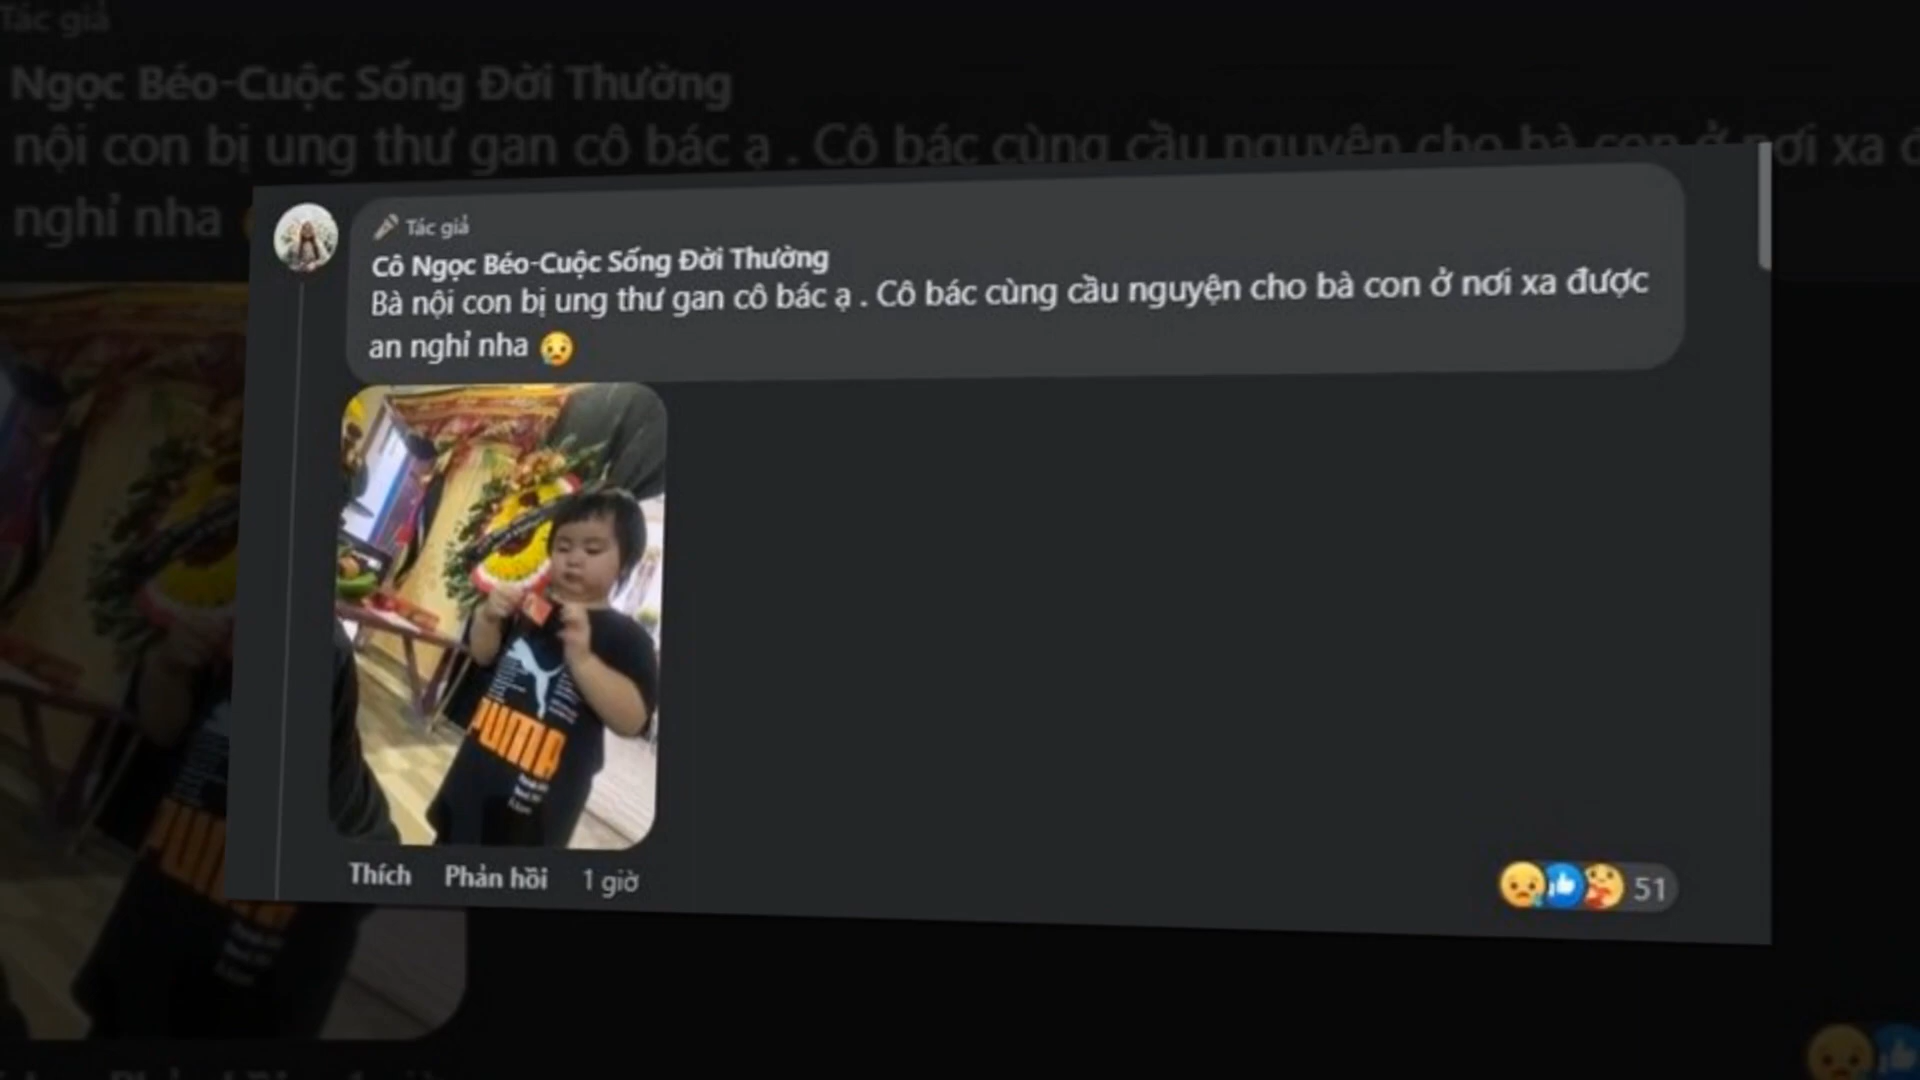 Tác giả
Ngọc Béo-Cuộc Sống Đời Thường
nội con bị ung thư gan cô bác ạ . Cô bác cùng cầu nguyện cho bà con ở nơi xa
nghỉ nha
Tác giả
Cô Ngọc Béo-Cuộc Sống Đời Thường
Bà nội con bị ung thư gan cô bác ạ . Cô bác cùng cầu nguyện cho bà con ở nơi xa được
an nghỉ nha
PUMA
Thích Phản hồi 1 giờ
51